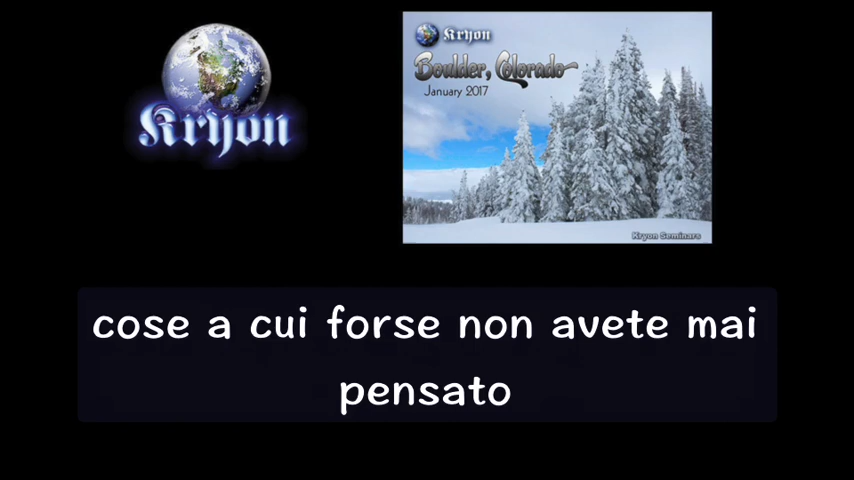 Kryon
Kryon
Boulder, Colorado
January 2017
Kryon Seminars
cose a cui forse non avete mai
pensato